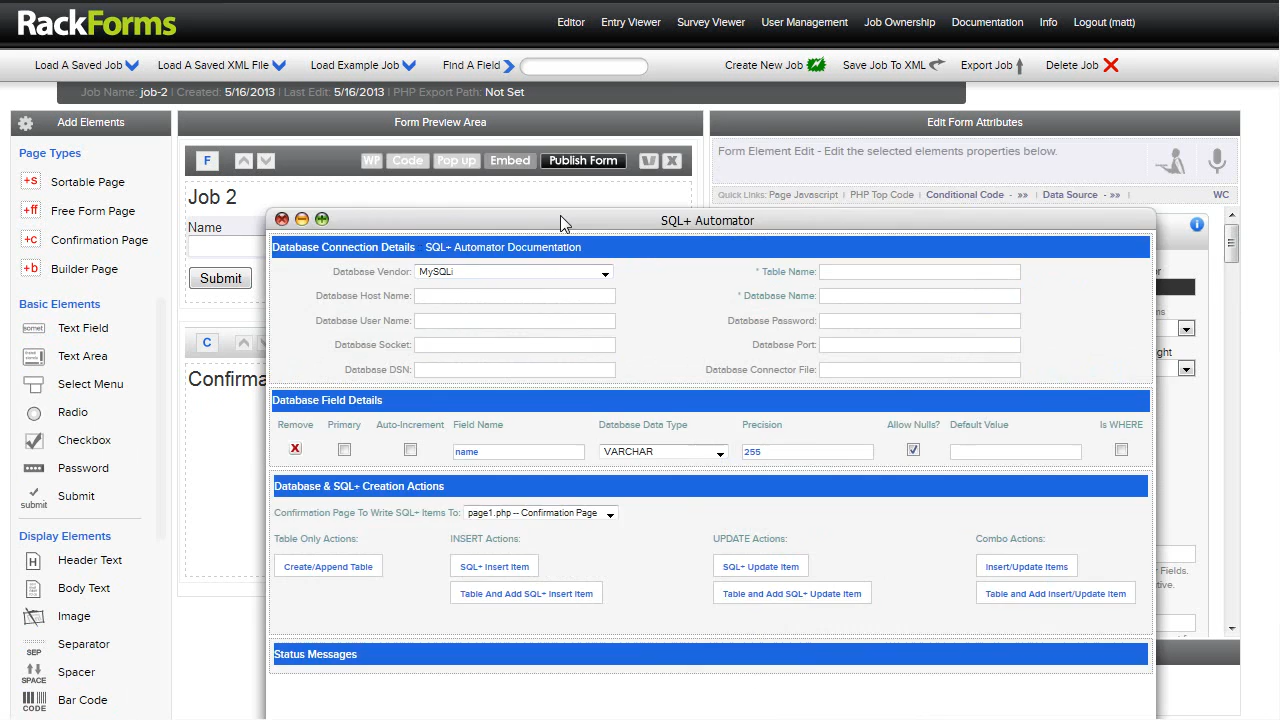 RackForms
Editor Entry Viewer Survey Viewer User Management Job Ownership Documentation Info Logout (matt)
Load A Saved Job Load A Saved XML File Load Example Job Find A Field Create New Job Save Job To XML Export Job Delete Job
Job Name: job-2 | Created: 5/16/2013 | Last Edit: 5/16/2013 | PHP Export Path: Not Set
Add Elements
Form Preview Area
Edit Form Attributes
Page Types
+s Sortable Page
+ff Free Form Page
+c Confirmation Page
+b Builder Page
Basic Elements
somet Text Field
Text Area
Select Menu
Radio
Checkbox
Password
submit Submit
Display Elements
H Header Text
Body Text
Image
SEP Separator
SPACE Spacer
CODE Bar Code
F WP Code Pop up Embed Publish Form
Job 2
Name
Submit
C
Confirma
Form Element Edit - Edit the selected elements properties below.
Quick Links: Page Javascript | PHP Top Code | Conditional Code - »» | Data Source - »» | WC
SQL+ Automator
Database Connection Details SQL+ Automator Documentation
Database Vendor: MySQLi * Table Name:
Database Host Name: * Database Name:
Database User Name: Database Password:
Database Socket: Database Port:
Database DSN: Database Connector File:
Database Field Details
Remove Primary Auto-Increment Field Name Database Data Type Precision Allow Nulls? Default Value Is WHERE
name VARCHAR 255
Database & SQL+ Creation Actions
Confirmation Page To Write SQL+ Items To: page1.php -- Confirmation Page
Table Only Actions: INSERT Actions: UPDATE Actions: Combo Actions:
Create/Append Table SQL+ Insert Item SQL+ Update Item Insert/Update Items
Table And Add SQL+ Insert Item Table and Add SQL+ Update Item Table and Add Insert/Update Item
Status Messages
ms
ght
Fields.